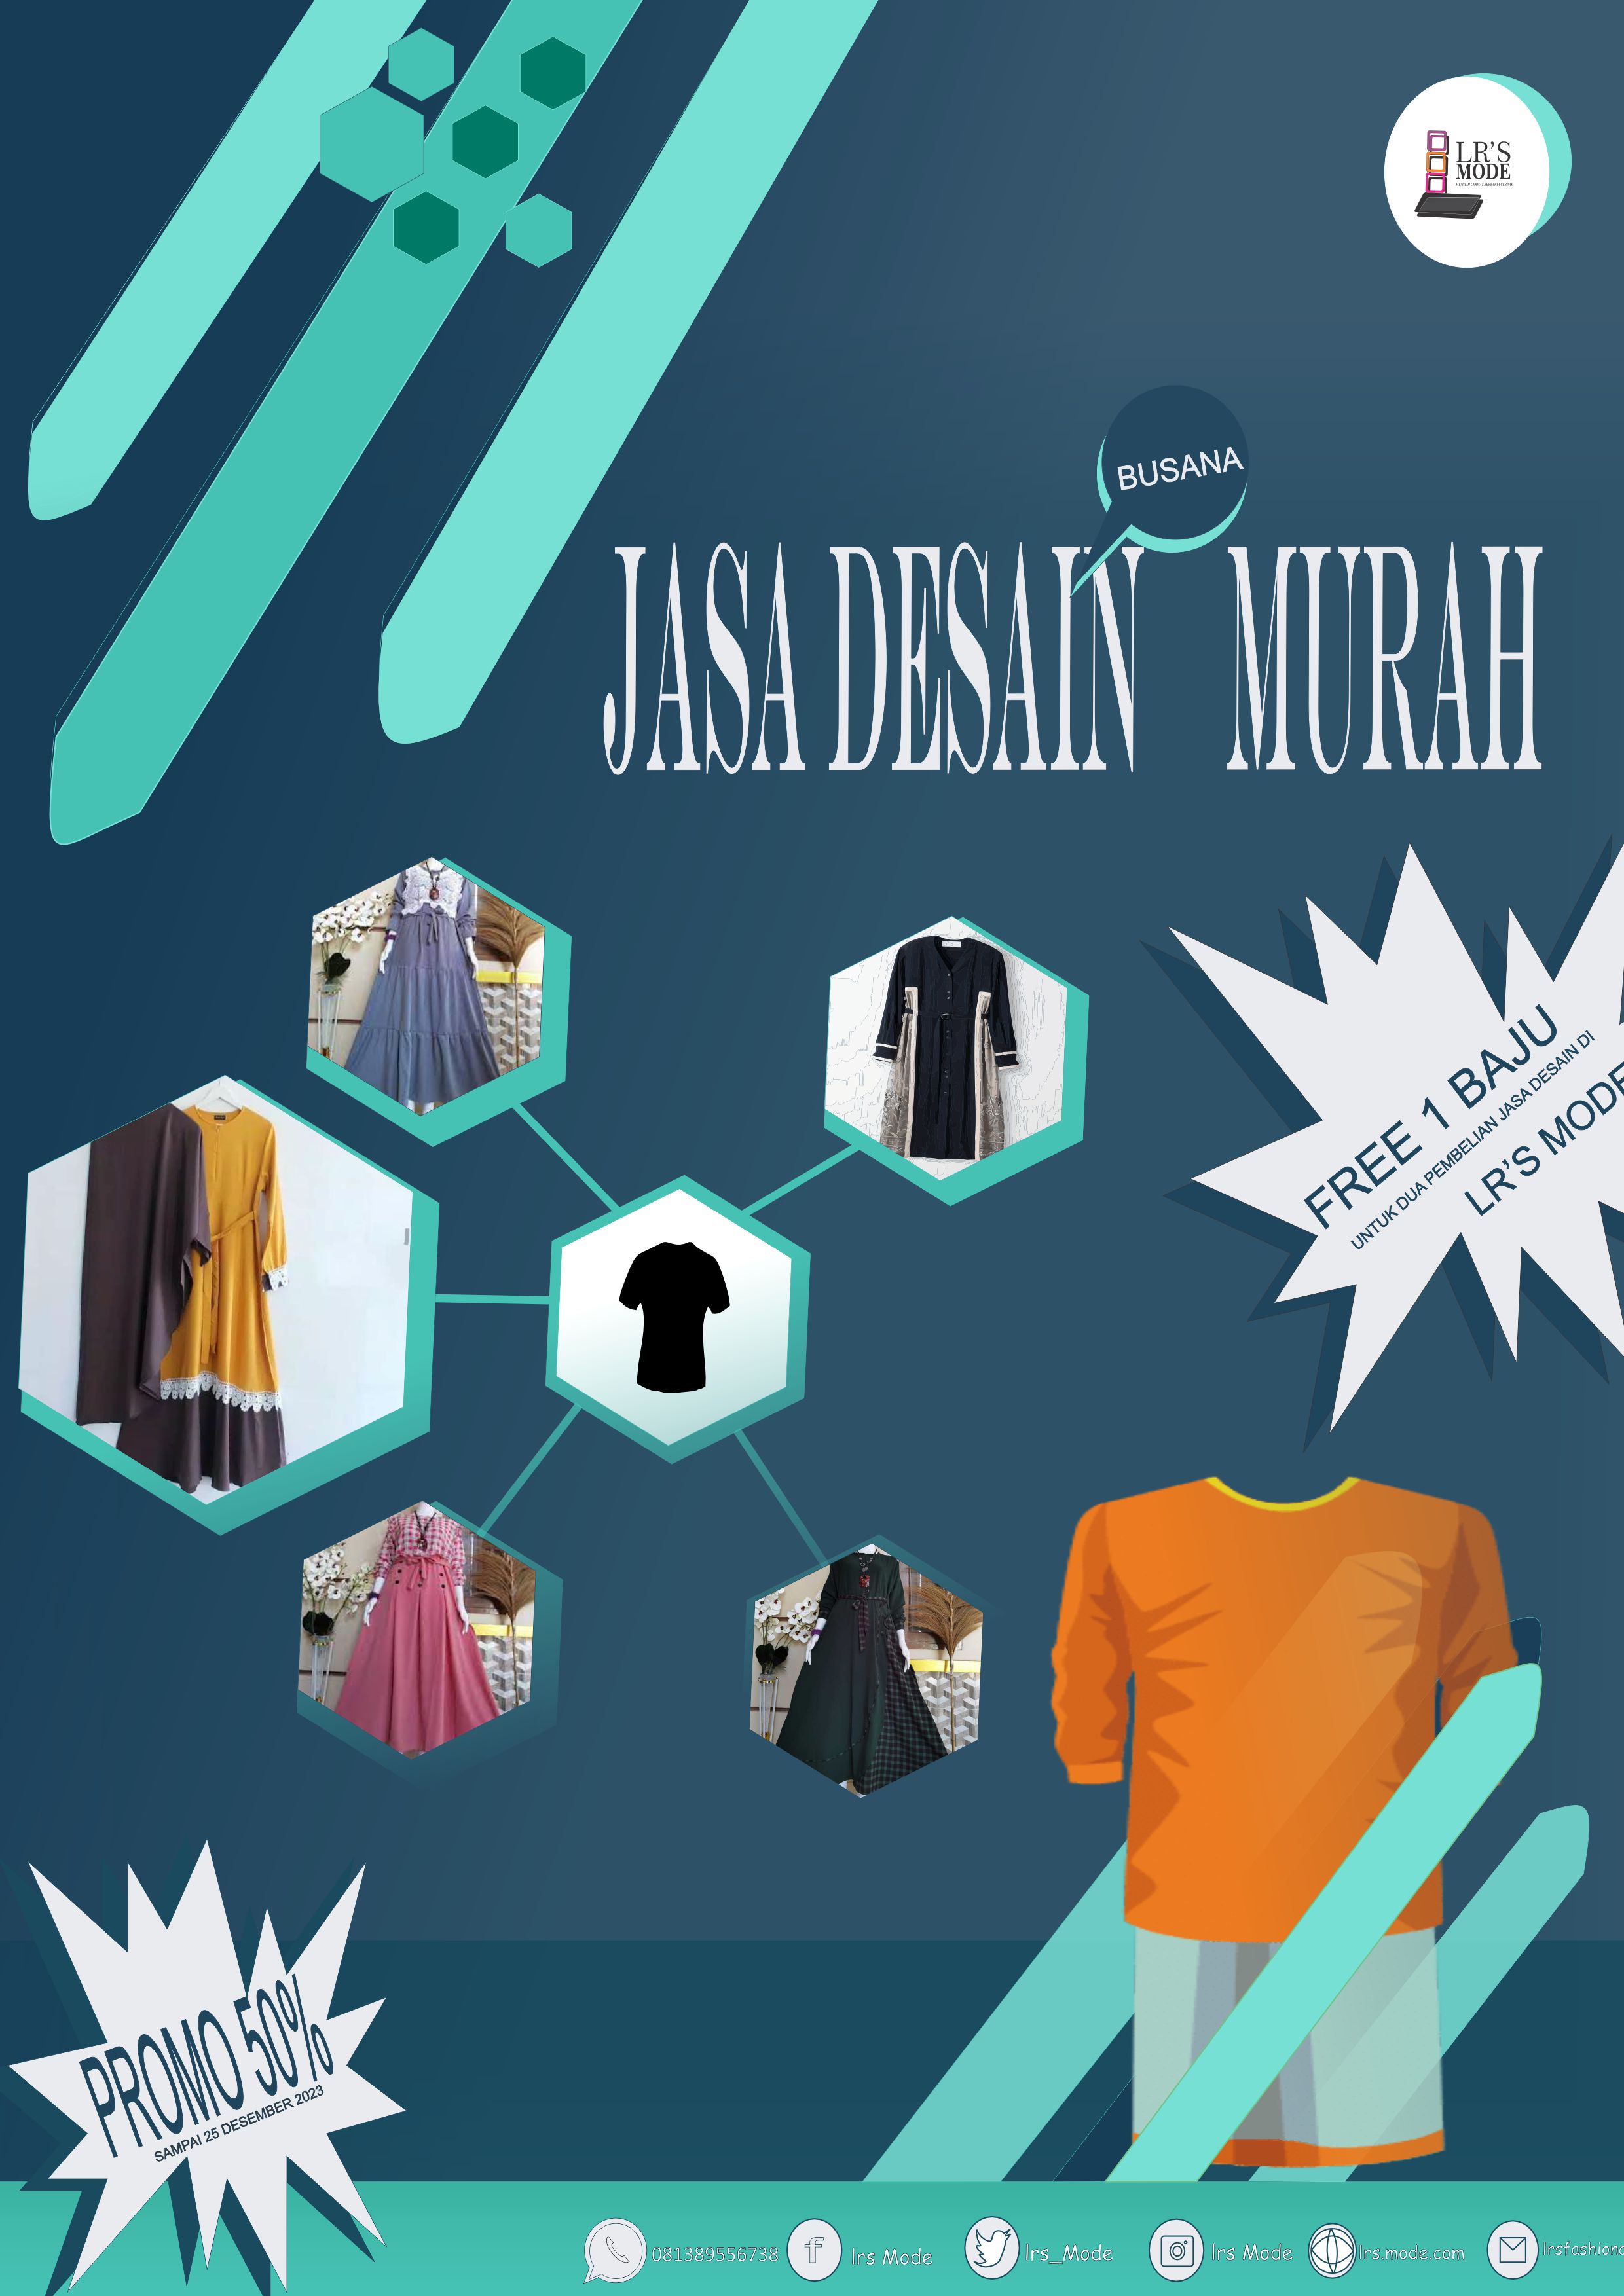 LR'S
MODE
BUSANA
JASA DESAIN MURAH
FREE 1 BAJU
UNTUK DUA PEMBELIAN JASA DESAIN DI
LR'S MODE
PROMO 50%
SAMPAI 25 DESEMBER 2023
081389556738
lrs Mode
lrs_Mode
lrs Mode
lrs.mode.com